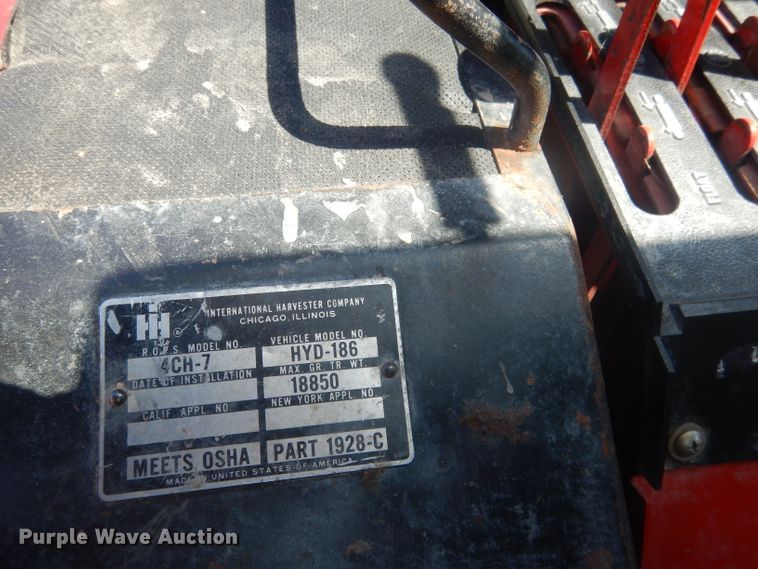 IH ®
INTERNATIONAL HARVESTER COMPANY
CHICAGO, ILLINOIS
R.O.P.S. MODEL NO. VEHICLE MODEL NO.
4CH-7 HYD-186
DATE OF INSTALLATION MAX. GR. TR. WT.
18850
CALIF. APPL. NO. NEW YORK APPL. NO.
MEETS OSHA PART 1928-C
MADE IN UNITED STATES OF AMERICA
Purple Wave Auction